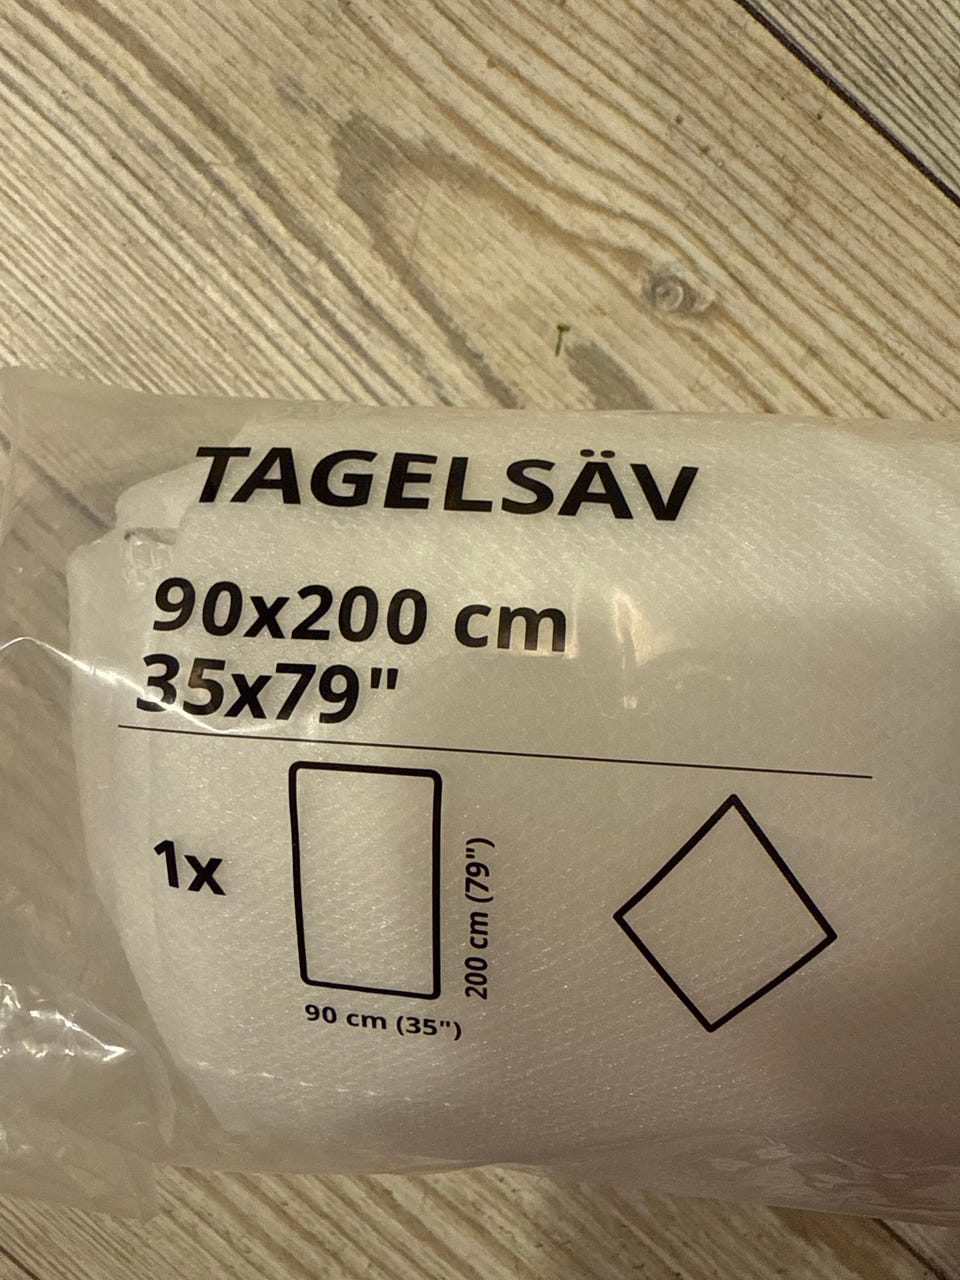 TAGELSÄV
90x200 cm
35x79"
1x
200 cm (79")
90 cm (35")